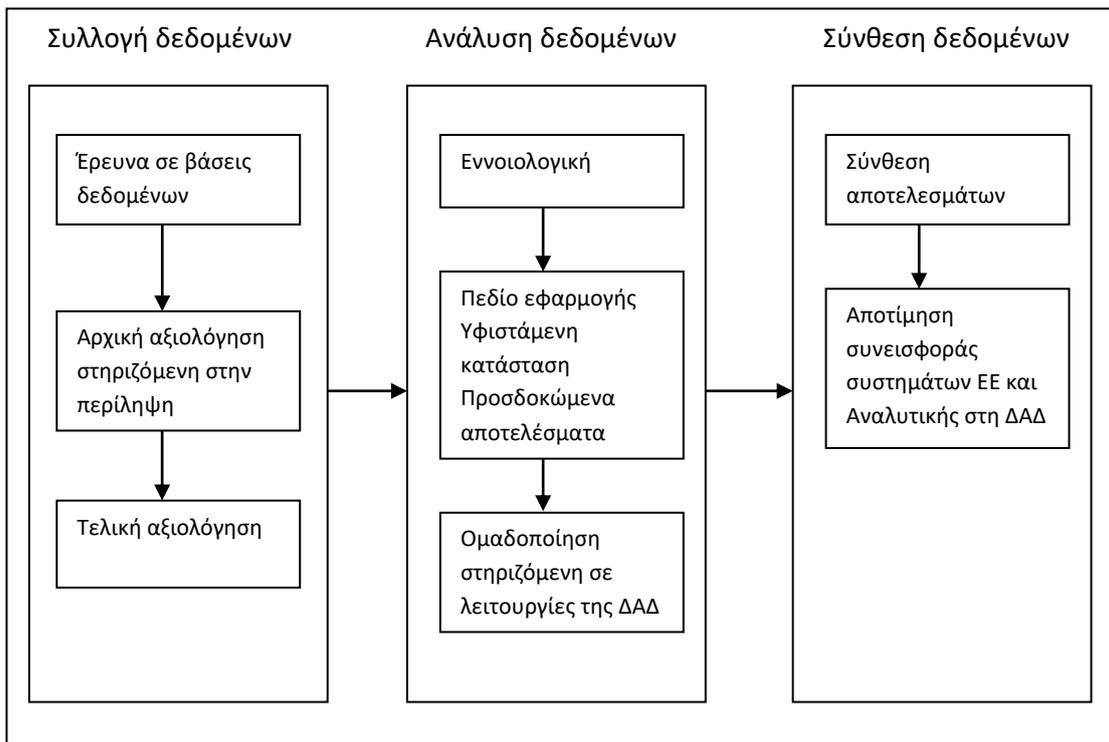 Συλλογή δεδομένων
Έρευνα σε βάσεις
δεδομένων
Αρχική αξιολόγηση
στηριζόμενη στην
περίληψη
Τελική αξιολόγηση
Ανάλυση δεδομένων
Εννοιολογική
Πεδίο εφαρμογής
Υφιστάμενη
κατάσταση
Προσδοκώμενα
αποτελέσματα
Ομαδοποίηση
στηριζόμενη σε
λειτουργίες της ΔΑΔ
Σύνθεση δεδομένων
Σύνθεση
αποτελεσμάτων
Αποτίμηση
συνεισφοράς
συστημάτων ΕΕ και
Αναλυτικής στη ΔΑΔ